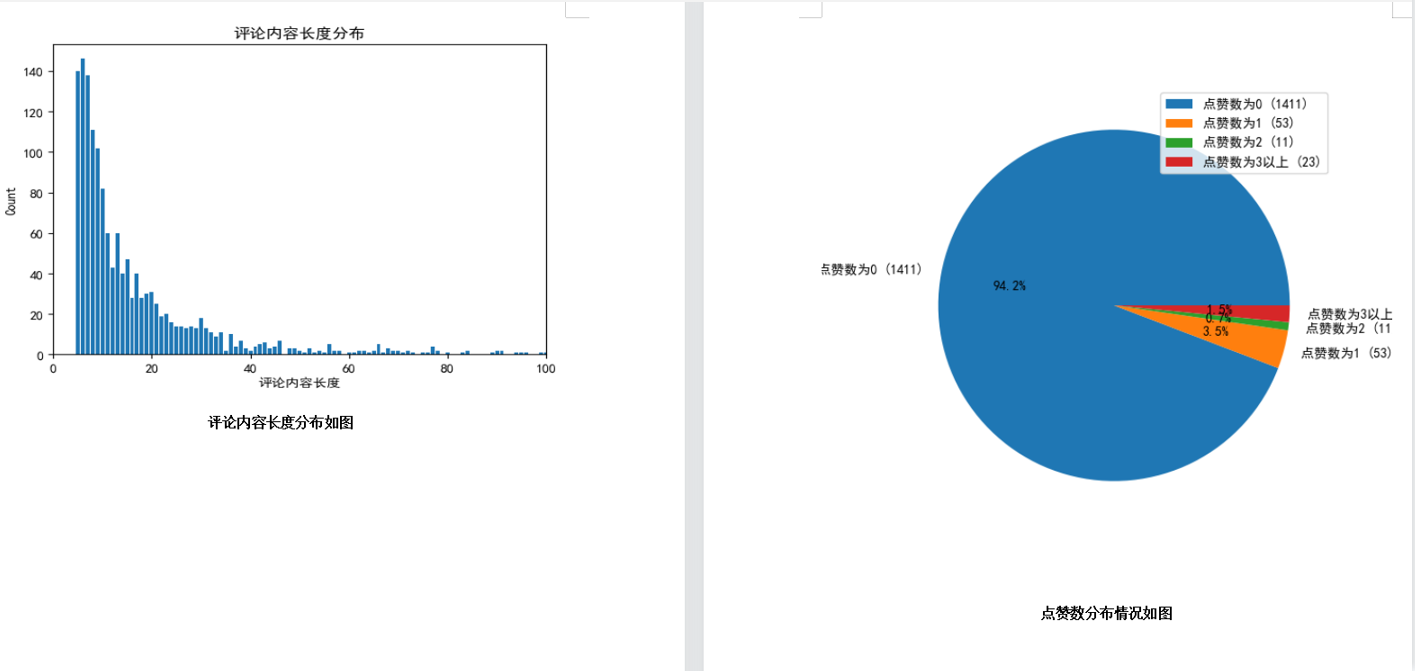 评论内容长度分布
140
120
100
80
60
40
20
0
Count
0 20 40 60 80 100
评论内容长度
评论内容长度分布如图
点赞数为0 (1411)
点赞数为1 (53)
点赞数为2 (11)
点赞数为3以上 (23)
点赞数为0 (1411)
94.2%
1.5%
0.7%
3.5%
点赞数为3以上
点赞数为2 (11
点赞数为1 (53)
点赞数分布情况如图